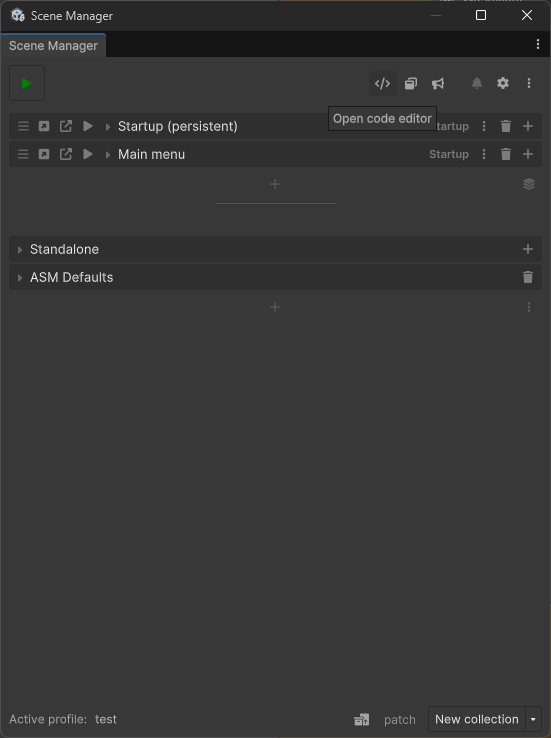 Scene Manager
Scene Manager
Open code editor
Startup (persistent)
Main menu
Startup
Standalone
ASM Defaults
Active profile: test
patch
New collection